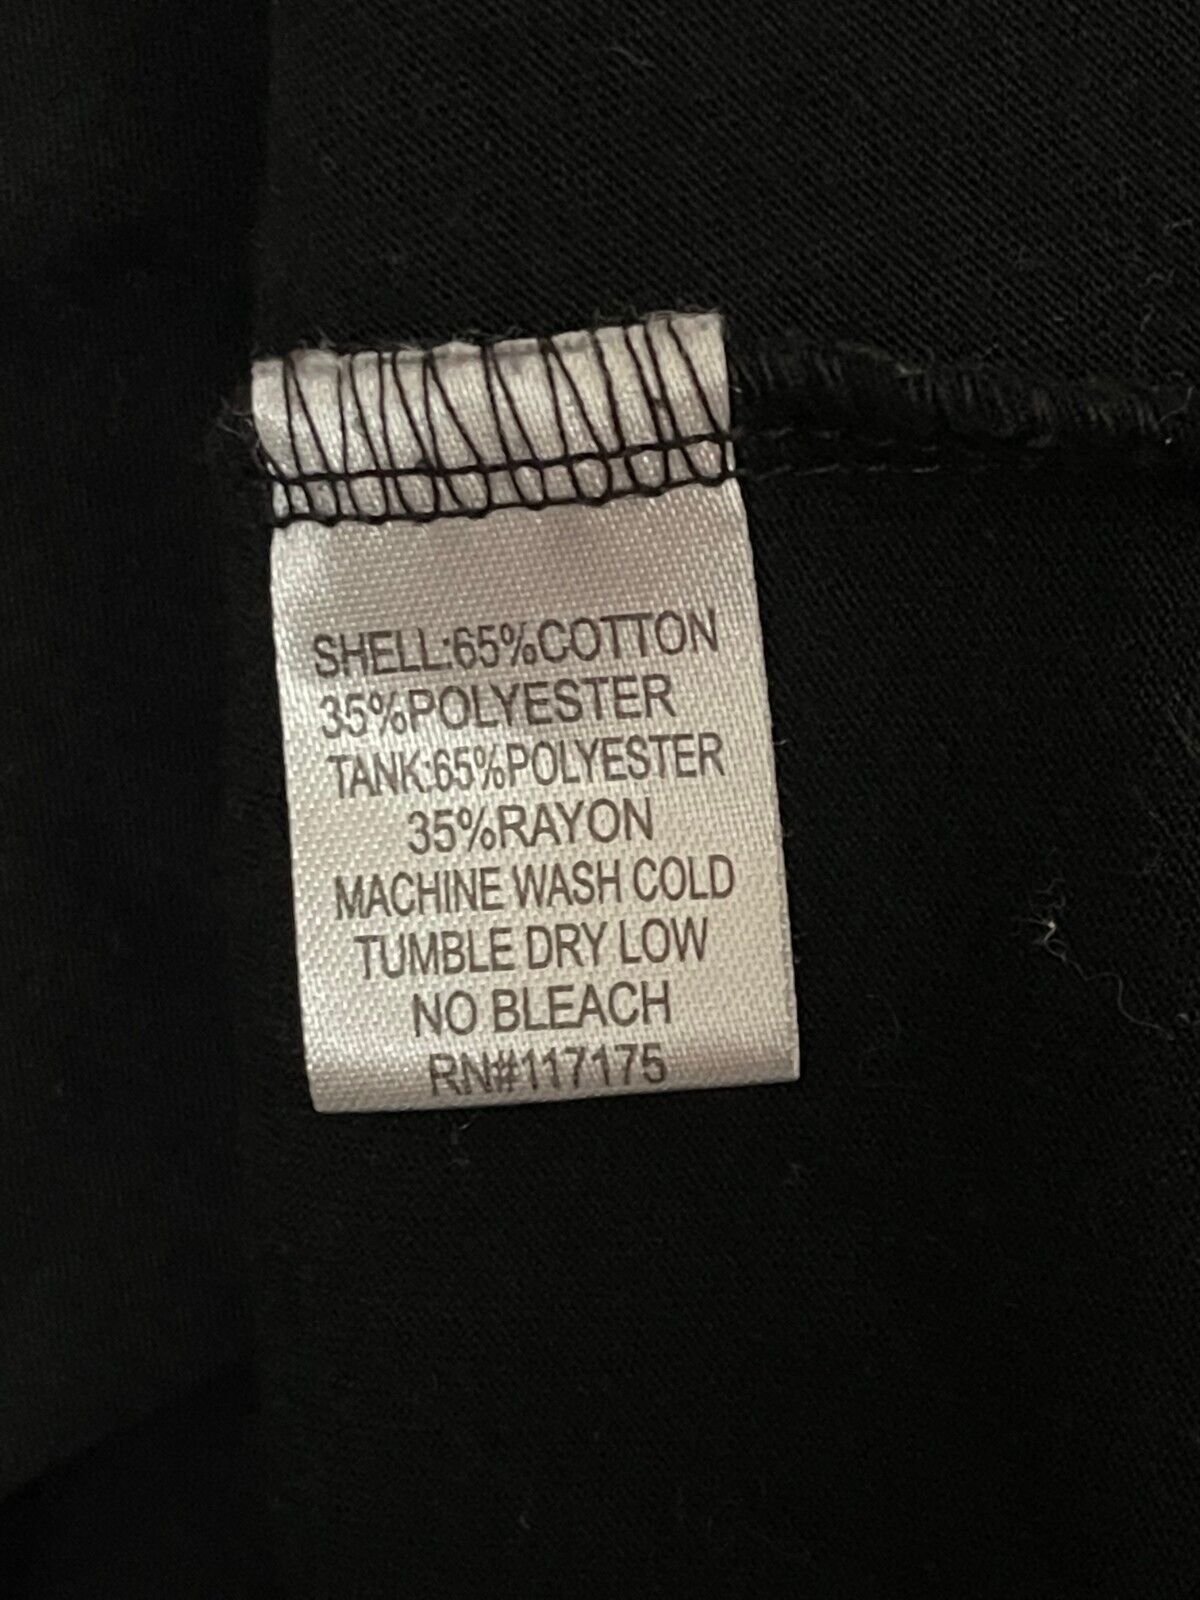 SHELL:65%COTTON
35%POLYESTER
TANK:65%POLYESTER
35%RAYON
MACHINE WASH COLD
TUMBLE DRY LOW
NO BLEACH
RN#117175